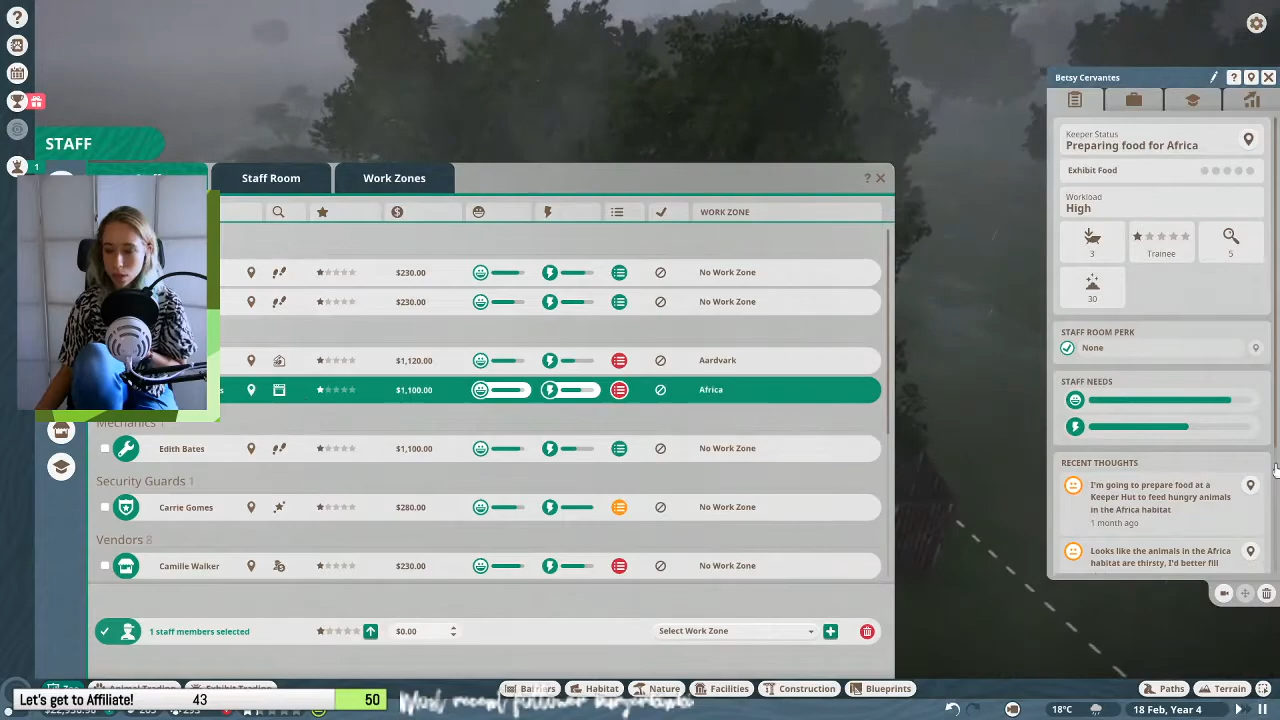 STAFF
Staff Room
Work Zones
WORK ZONE
$230.00 No Work Zone
$230.00 No Work Zone
$1,120.00 Aardvark
$1,100.00 Africa
Mechanics 1
Edith Bates $1,100.00 No Work Zone
Security Guards 1
Carrie Gomes $280.00 No Work Zone
Vendors 8
Camille Walker $230.00 No Work Zone
1 staff members selected $0.00 Select Work Zone
Betsy Cervantes
Keeper Status
Preparing food for Africa
Exhibit Food
Workload
High
3 Trainee 5
30
STAFF ROOM PERK
None
STAFF NEEDS
RECENT THOUGHTS
I'm going to prepare food at a
Keeper Hut to feed hungry animals
in the Africa habitat
1 month ago
Looks like the animals in the Africa
habitat are thirsty, I'd better fill
1
Barriers Habitat Nature Facilities Construction Blueprints Paths Terrain
Let's get to Affiliate! 43 50
18°C 18 Feb, Year 4